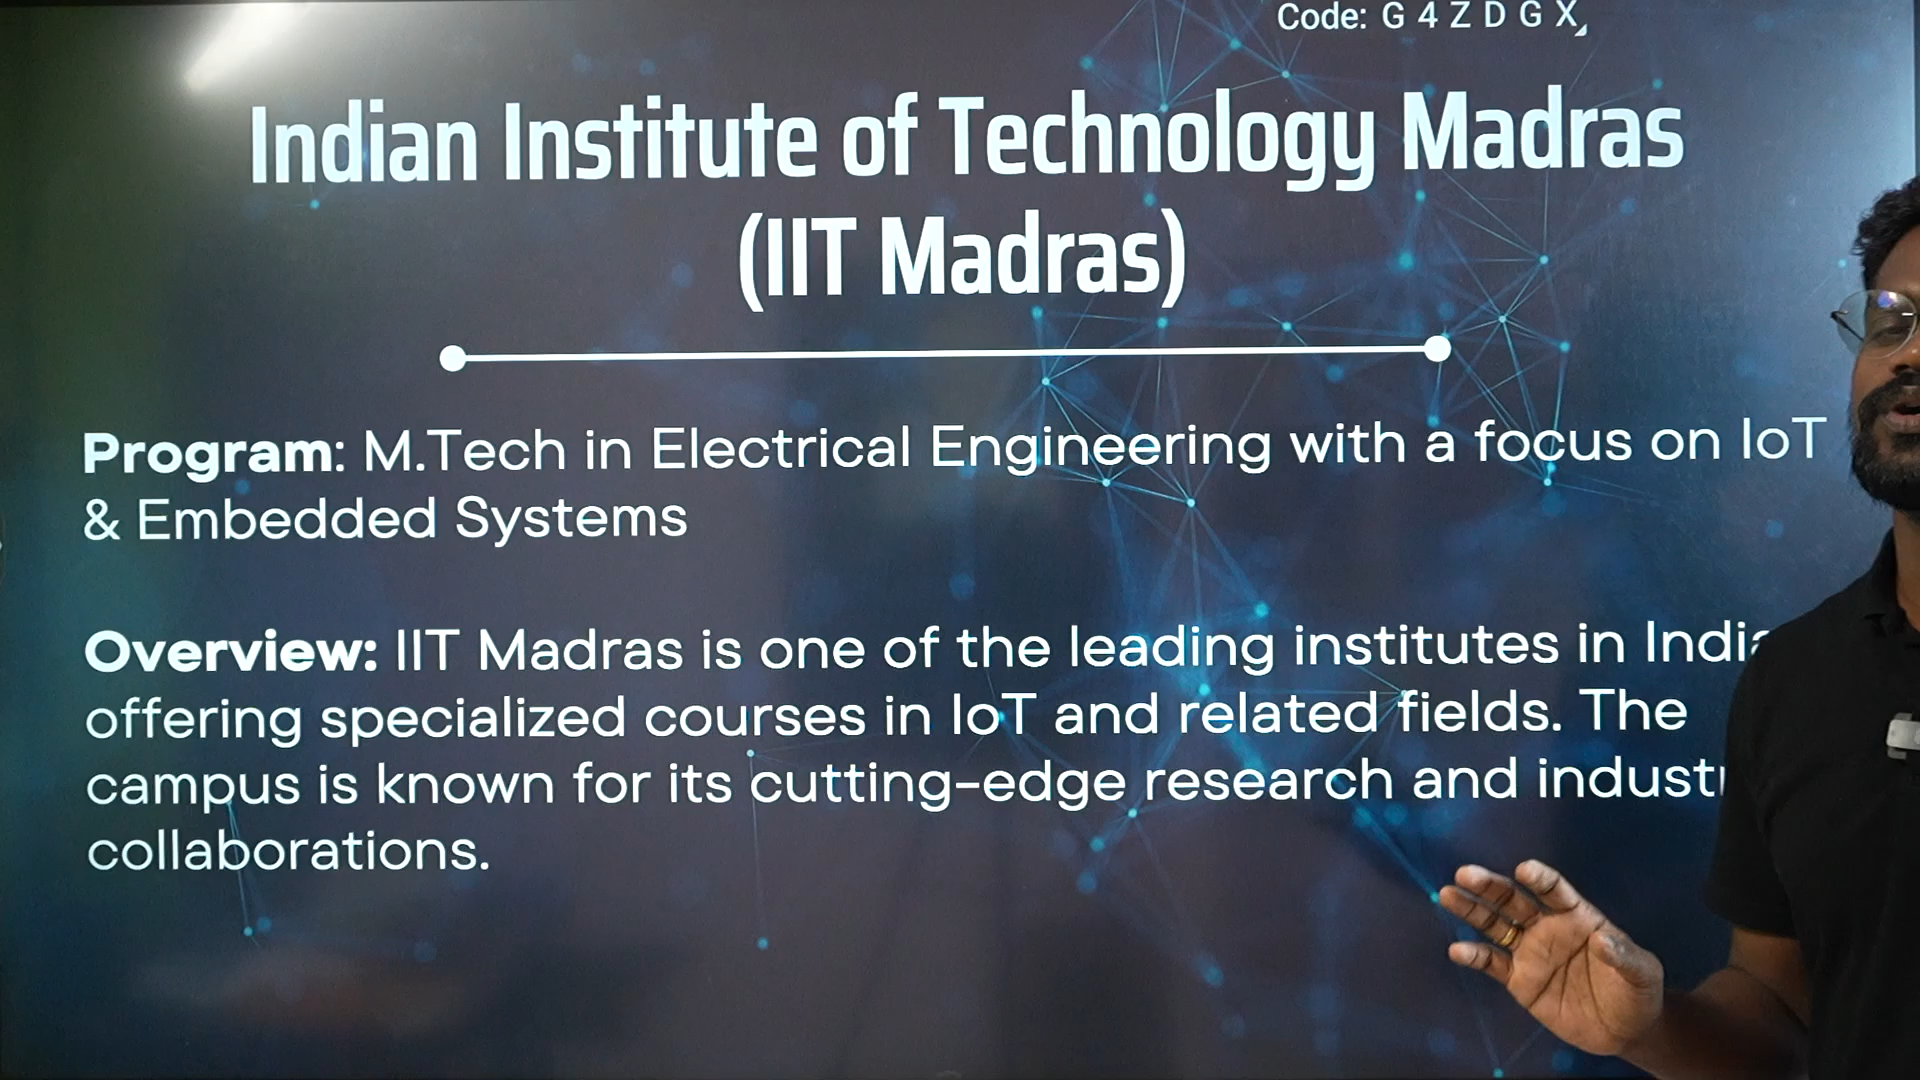 Code: G 4 Z D G X
Indian Institute of Technology Madras
(IIT Madras)
Program: M.Tech in Electrical Engineering with a focus on IoT
& Embedded Systems
Overview: IIT Madras is one of the leading institutes in India
offering specialized courses in IoT and related fields. The
campus is known for its cutting-edge research and
collaborations.